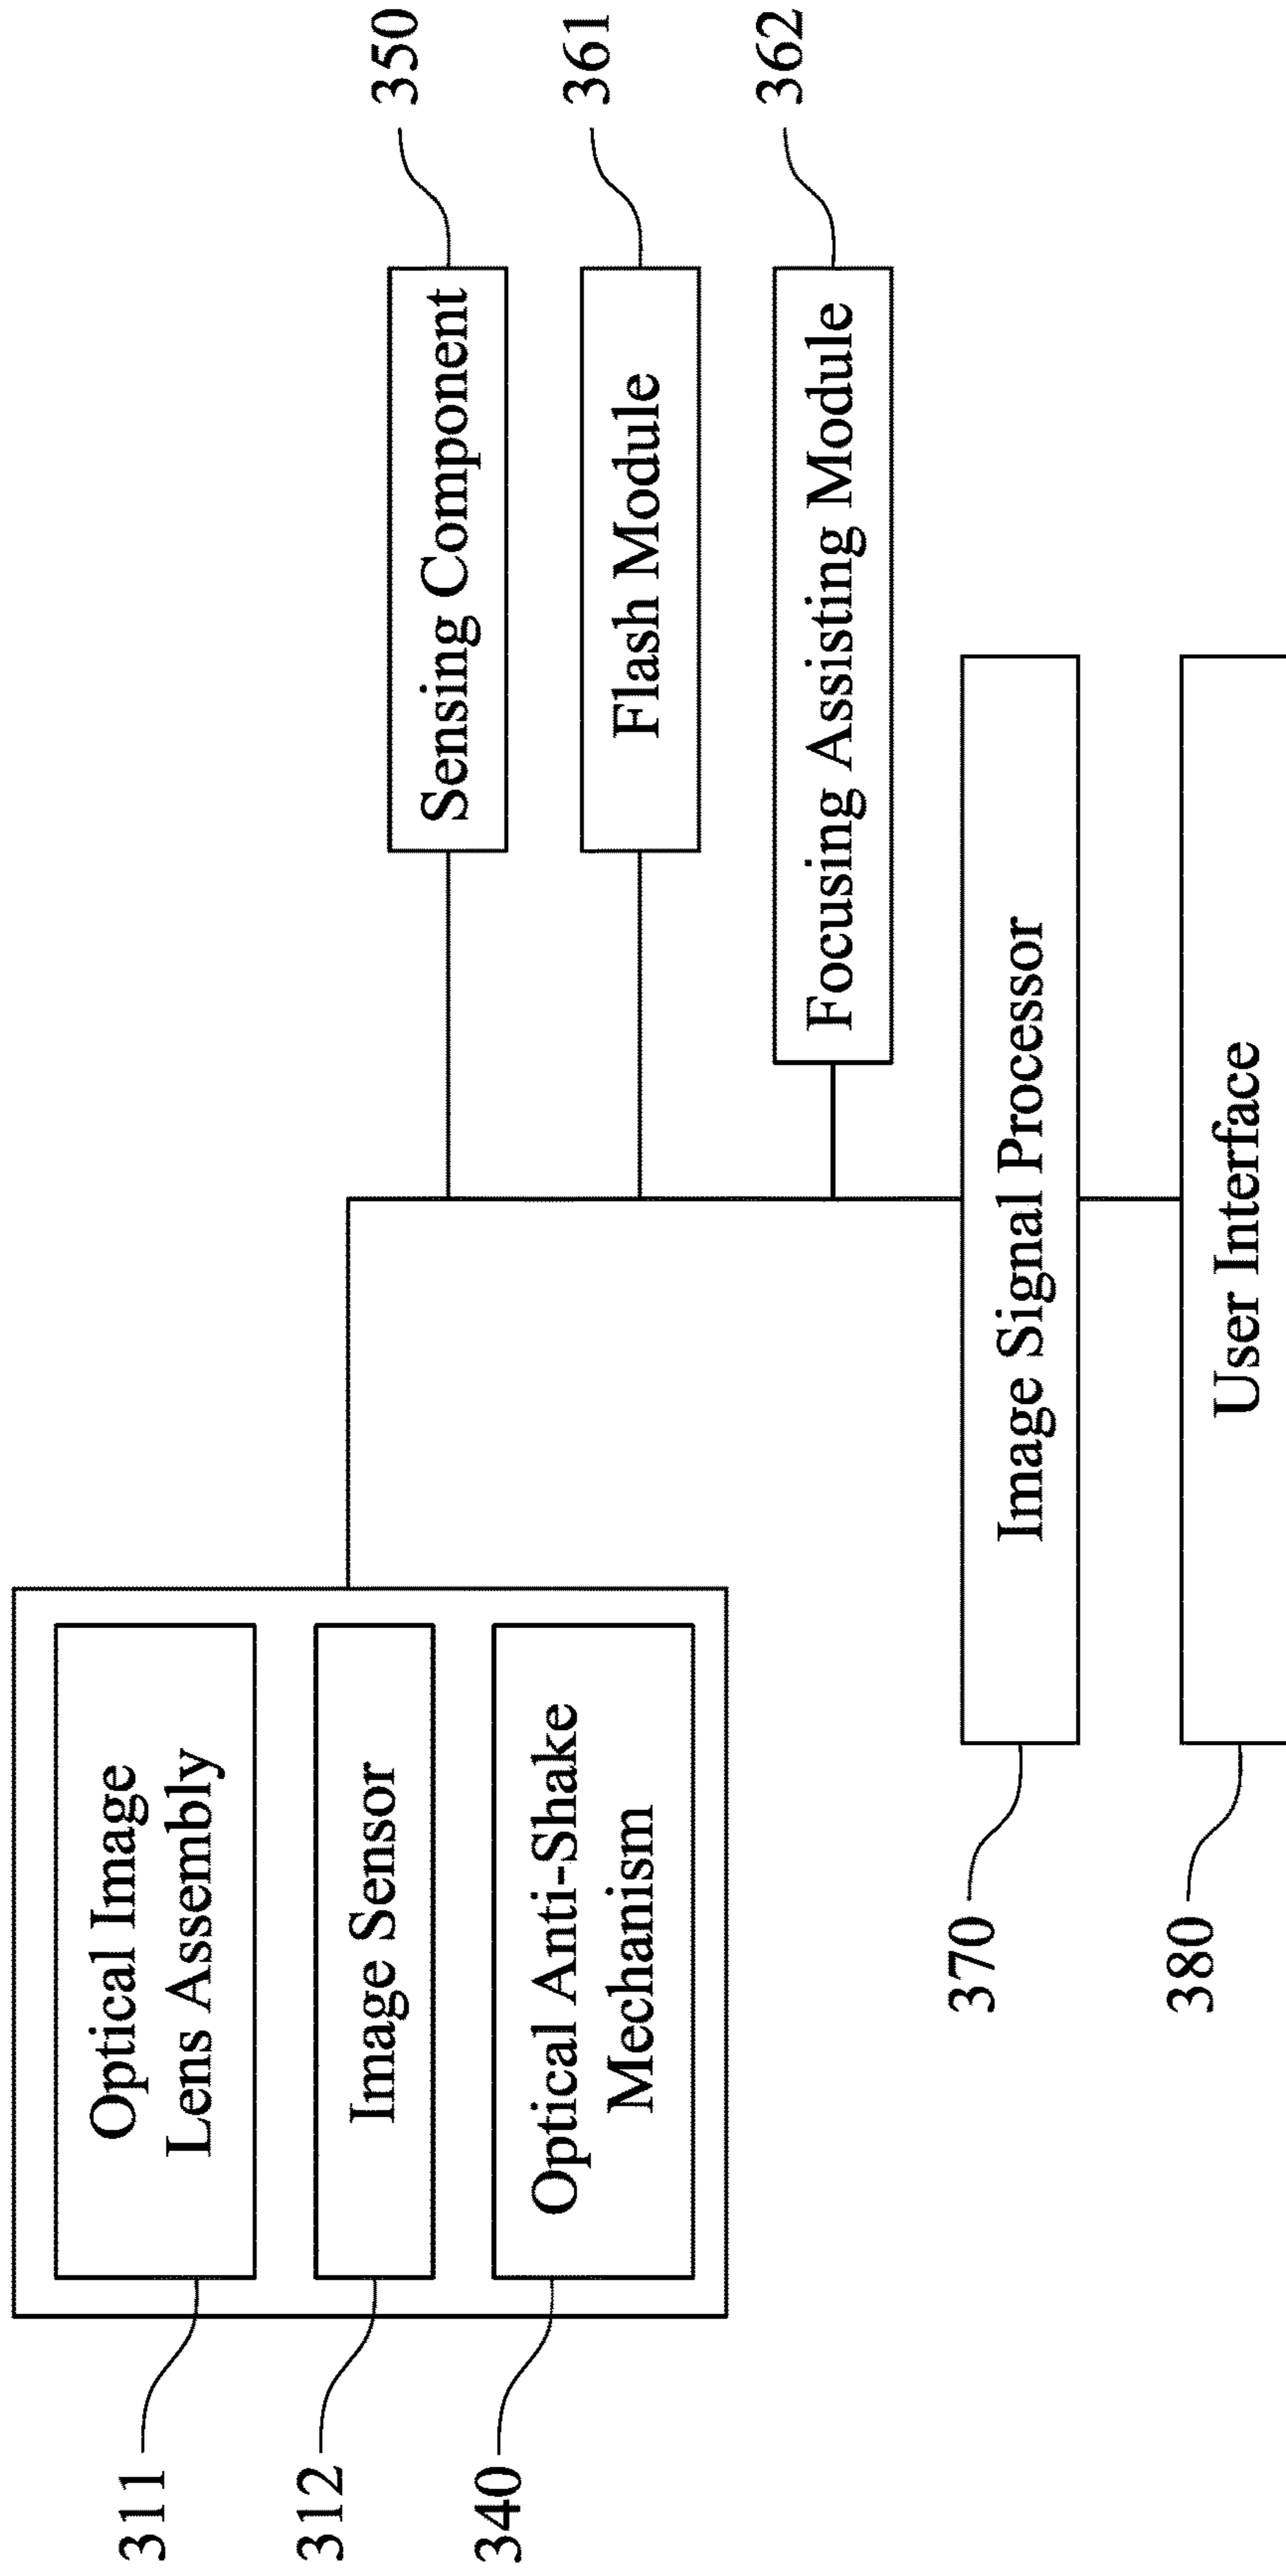 311
Optical Image
Lens Assembly
312
Image Sensor
340
Optical Anti-Shake
Mechanism
Sensing Component
350
Flash Module
361
Focusing Assisting Module
362
370
Image Signal Processor
380
User Interface